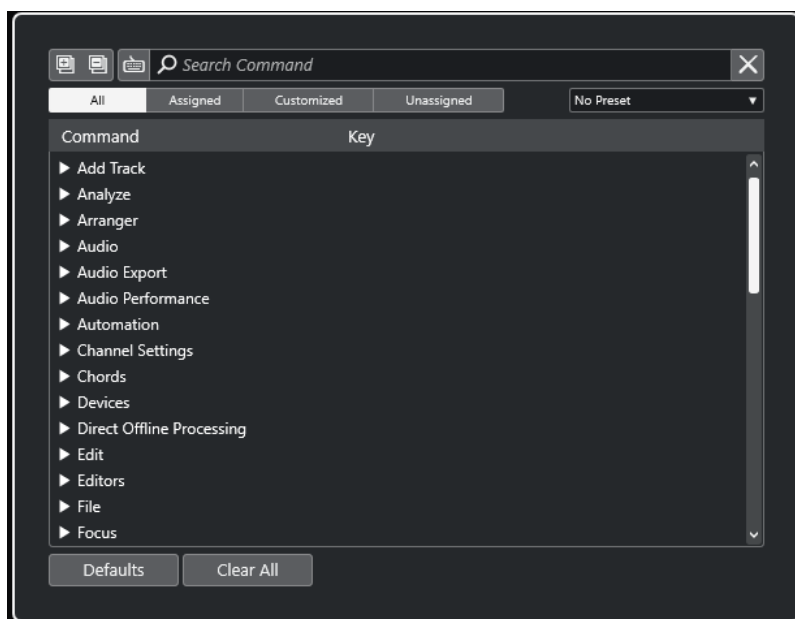 Search Command
All Assigned Customized Unassigned No Preset
Command Key
Add Track
Analyze
Arranger
Audio
Audio Export
Audio Performance
Automation
Channel Settings
Chords
Devices
Direct Offline Processing
Edit
Editors
File
Focus
Defaults Clear All